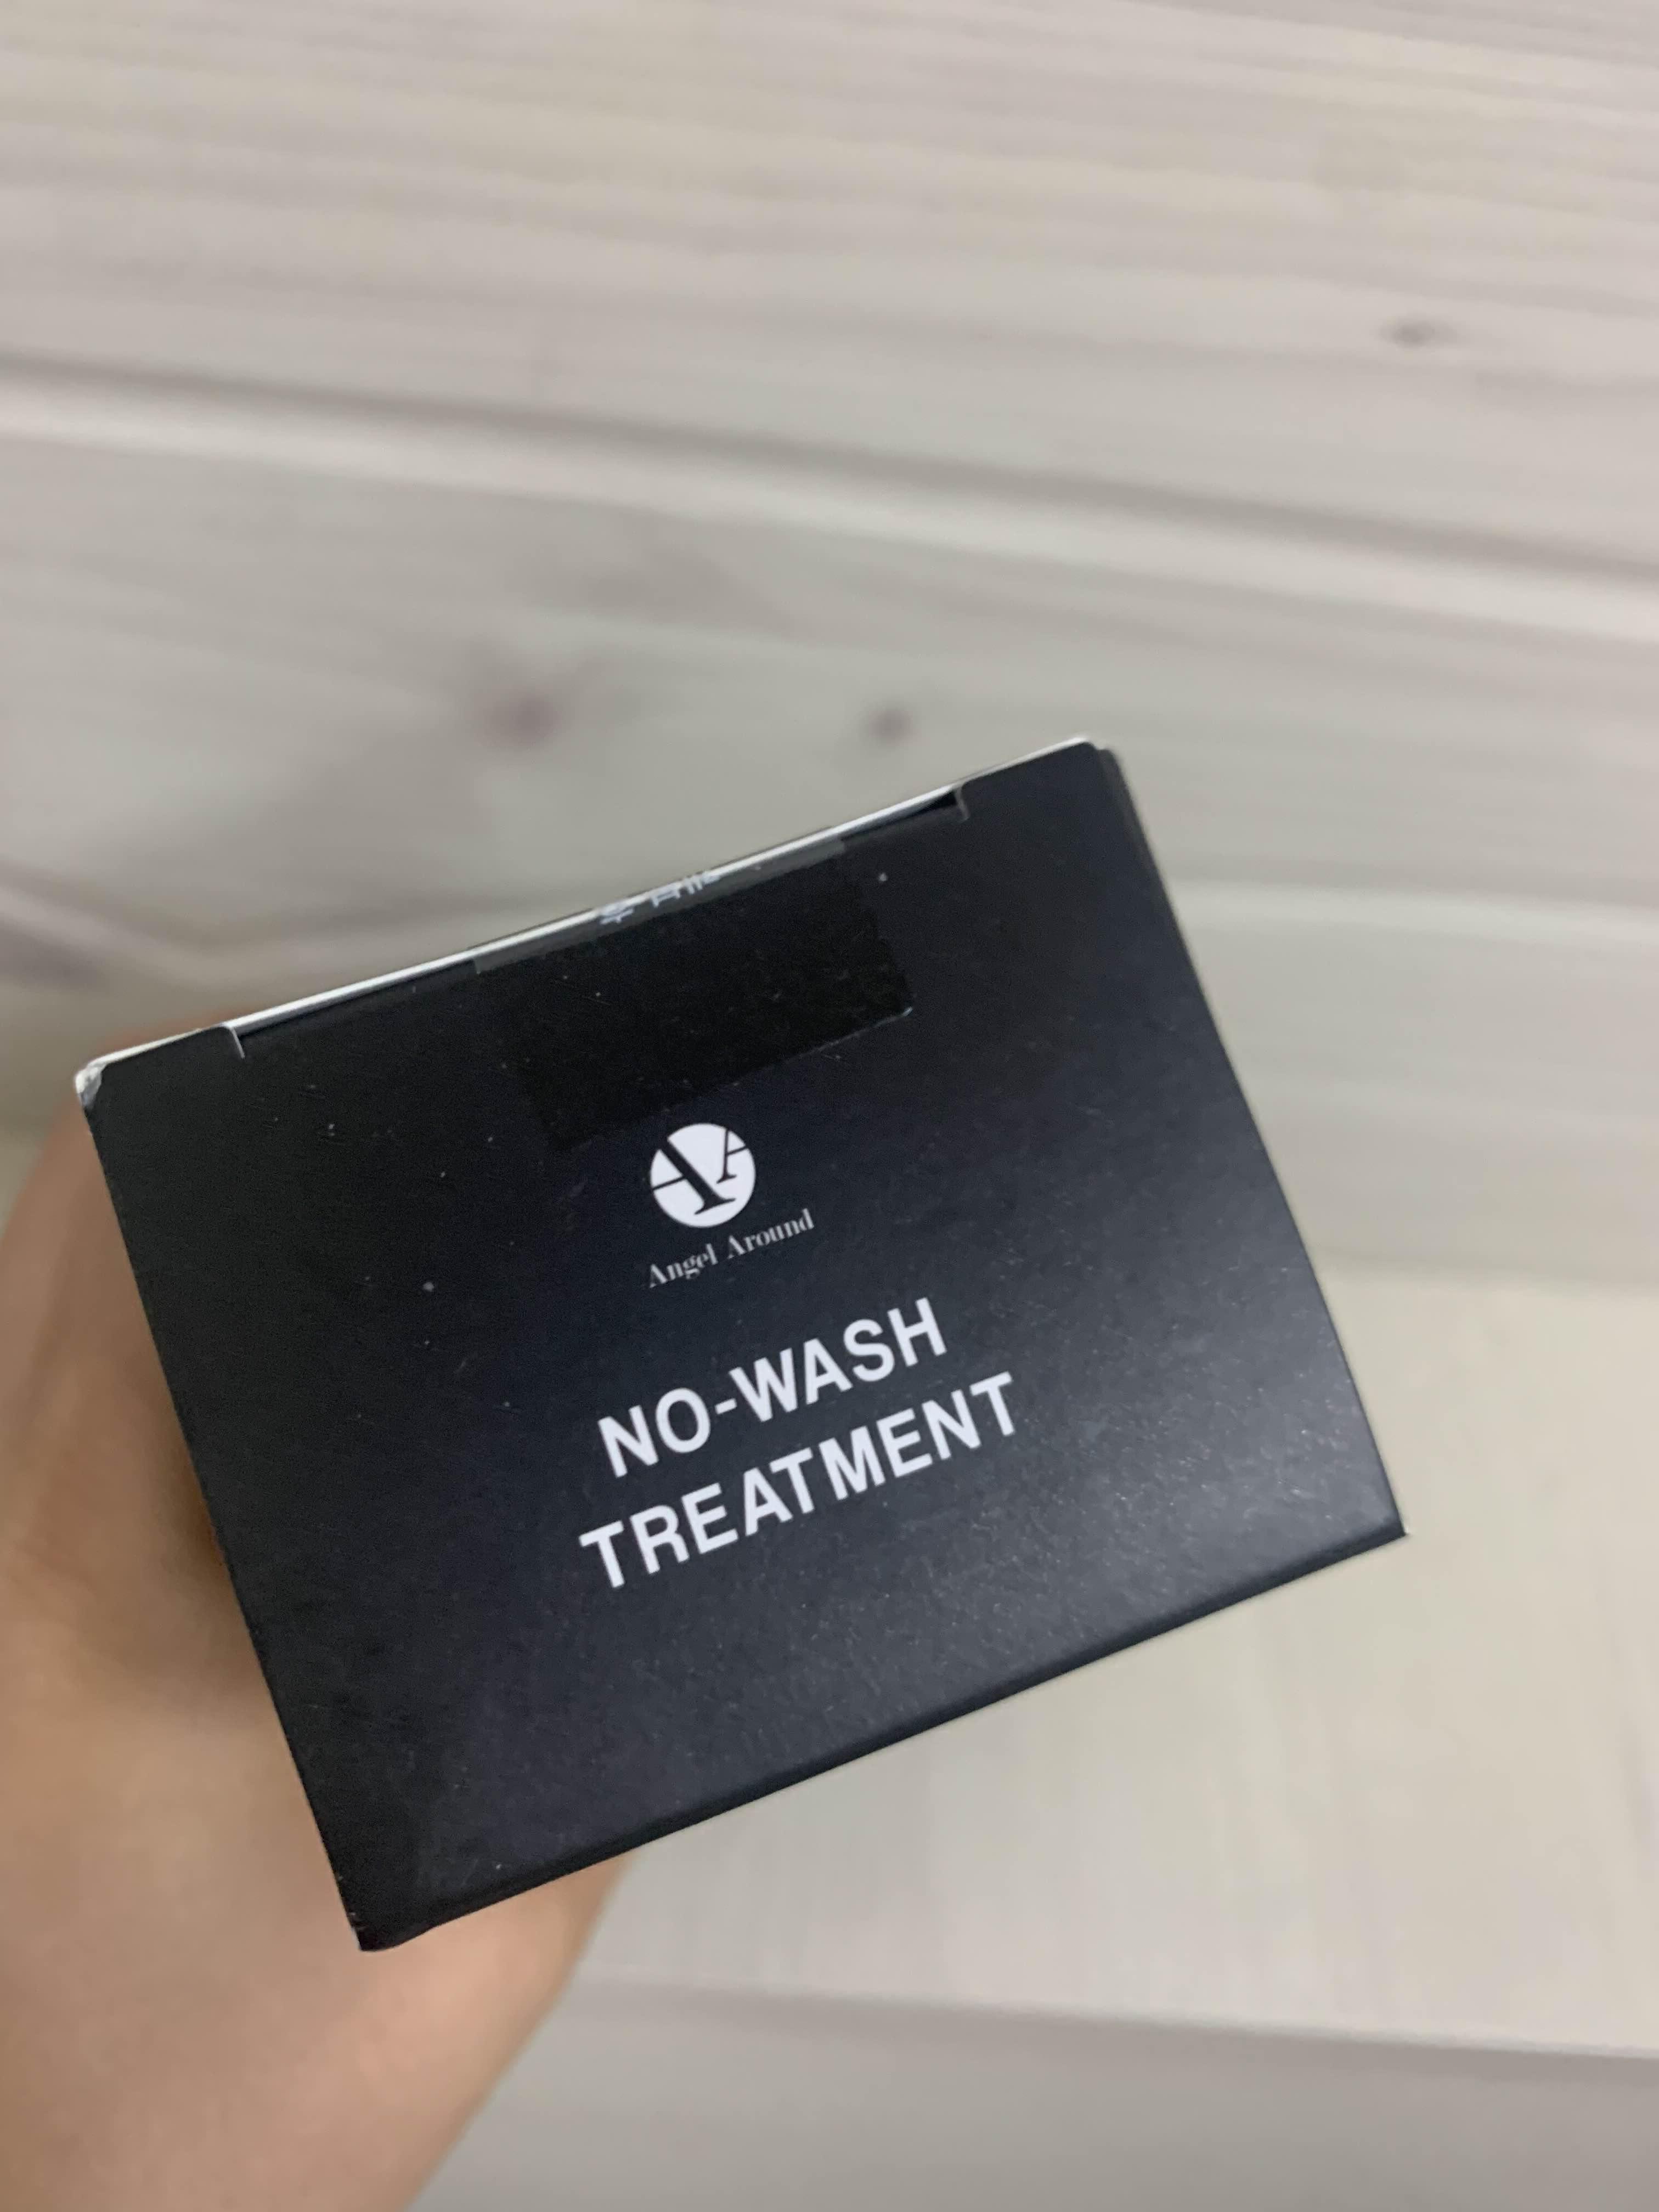 Angel Around
NO-WASH
TREATMENT